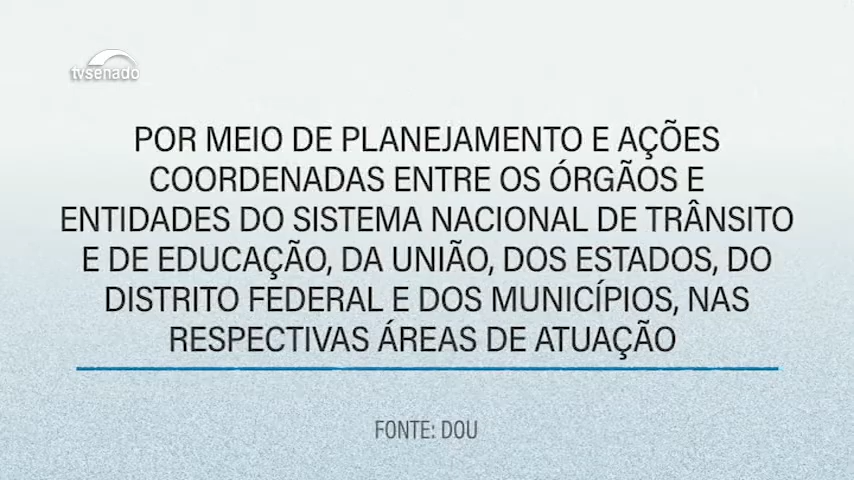 tvsenado
POR MEIO DE PLANEJAMENTO E AÇÕES
COORDENADAS ENTRE OS ÓRGÃOS E
ENTIDADES DO SISTEMA NACIONAL DE TRÂNSITO
E DE EDUCAÇÃO, DA UNIÃO, DOS ESTADOS, DO
DISTRITO FEDERAL E DOS MUNICÍPIOS, NAS
RESPECTIVAS ÁREAS DE ATUAÇÃO
FONTE: DOU